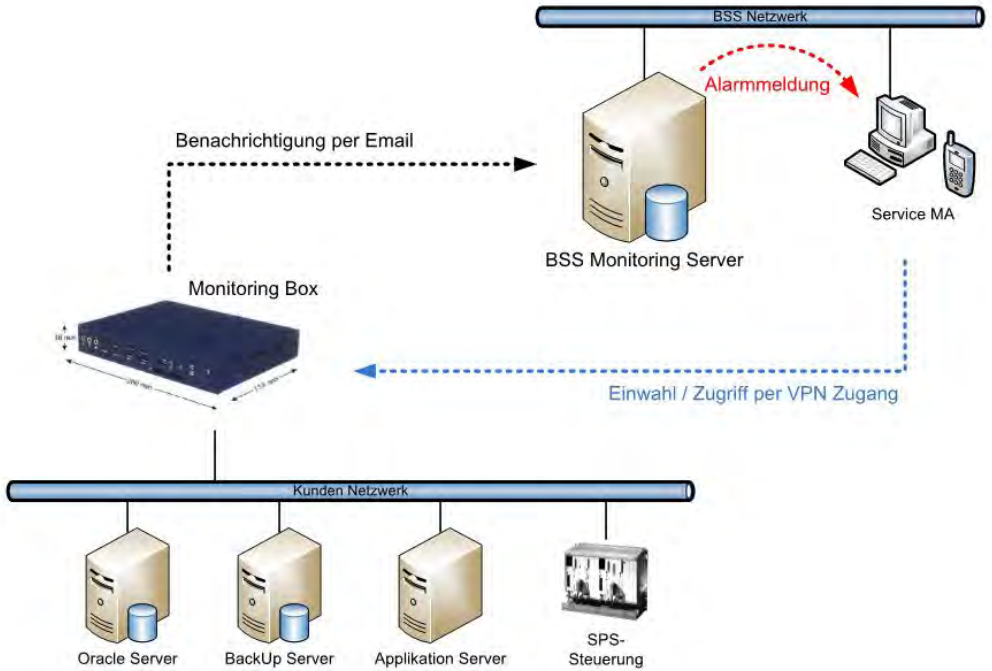 BSS Netzwerk
Alarmmeldung
Benachrichtigung per Email
Service MA
BSS Monitoring Server
Monitoring Box
Einwahl / Zugriff per VPN Zugang
Kunden Netzwerk
Oracle Server
BackUp Server
Applikation Server
SPS-
Steuerung